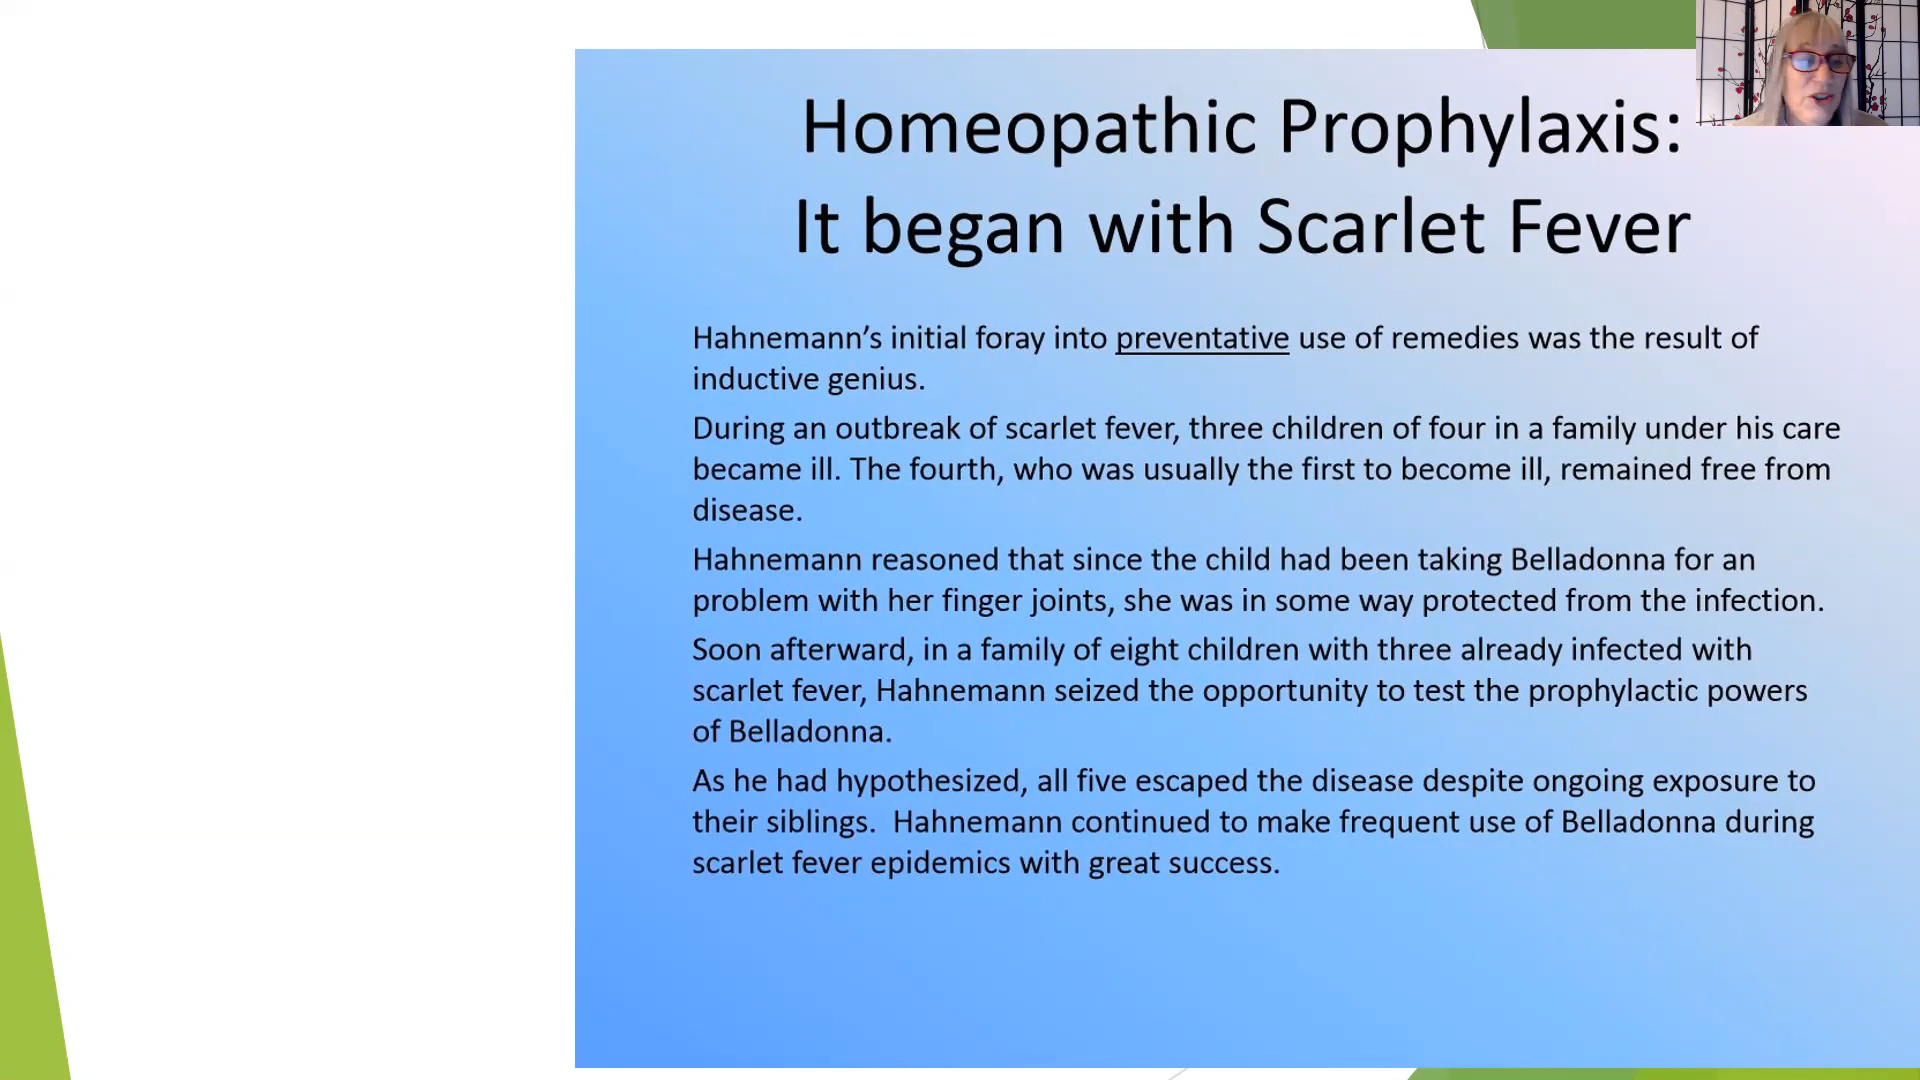 Homeopathic Prophylaxis:
It began with Scarlet Fever
Hahnemann’s initial foray into preventative use of remedies was the result of
inductive genius.
During an outbreak of scarlet fever, three children of four in a family under his care
became ill. The fourth, who was usually the first to become ill, remained free from
disease.
Hahnemann reasoned that since the child had been taking Belladonna for an
problem with her finger joints, she was in some way protected from the infection.
Soon afterward, in a family of eight children with three already infected with
scarlet fever, Hahnemann seized the opportunity to test the prophylactic powers
of Belladonna.
As he had hypothesized, all five escaped the disease despite ongoing exposure to
their siblings.  Hahnemann continued to make frequent use of Belladonna during
scarlet fever epidemics with great success.